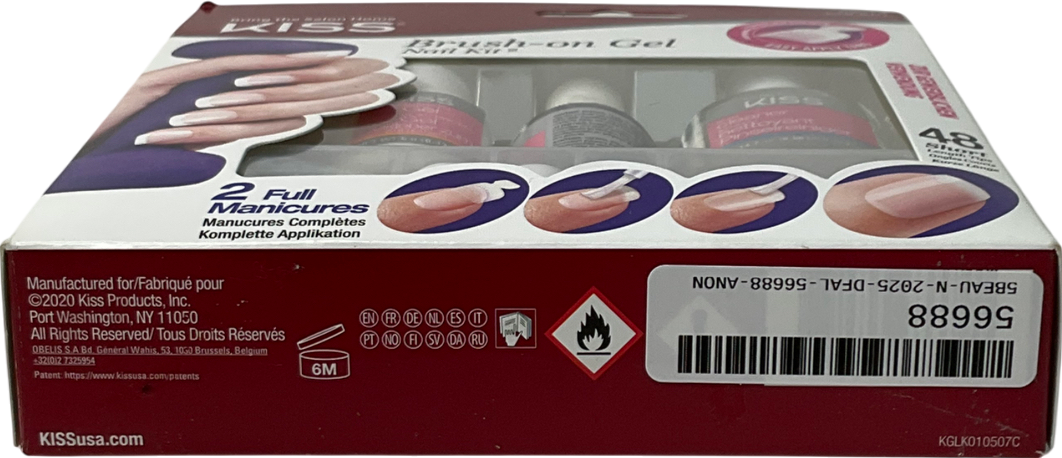 Bring the Salon Home
KISS
Brush-on Gel
Nail Kit
KISS
48
Short
2 Full
Manicures
Manucures Complètes
Komplette Applikation
Manufactured for/Fabriqué pour
©2020 Kiss Products, Inc.
Port Washington, NY 11050
All Rights Reserved/ Tous Droits Réservés
OBELIS S.A Bd. Général Wahis, 53, 1030 Brussels, Belgium
+32(0)2 7325954
Patent: https://www.kissusa.com/patents
6M
EN FR DE NL ES IT
PT NO FI SV DA RU
5BEAU-N-2025-DFAL-56688-ANON
56688
KISSusa.com
KGLK010507C